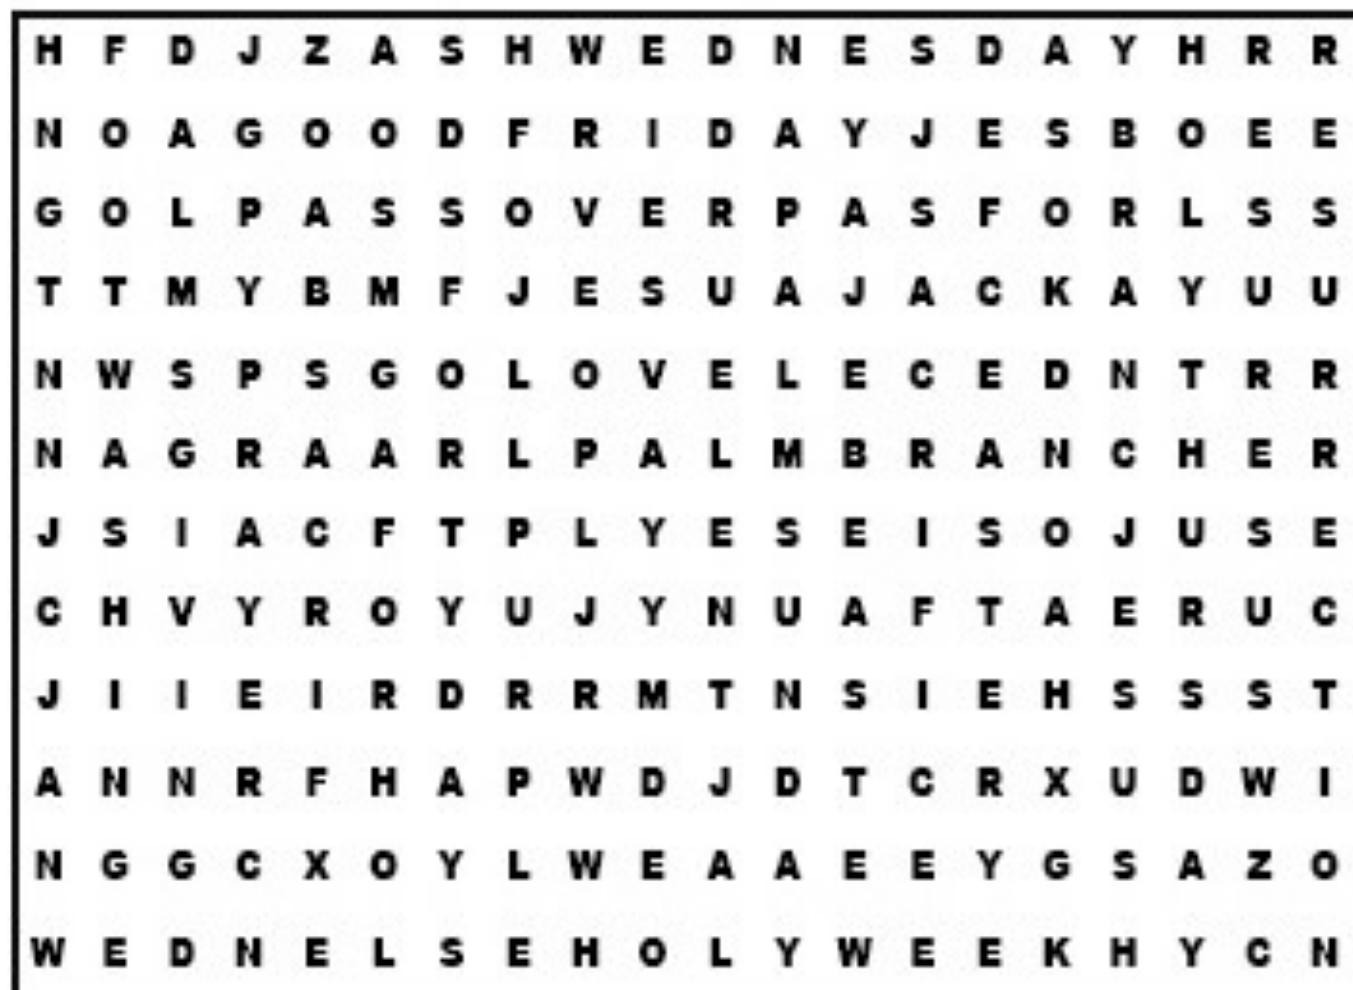 H F D J Z A S H W E D N E S D A Y H R R
N O A G O O D F R I D A Y J E S B O E E
G O L P A S S O V E R P A S F O R L S S
T T M Y B M F J E S U A J A C K A Y U U
N W S P S G O L O V E L E C E D N T R R
N A G R A A R L P A L M B R A N C H E R
J S I A C F T P L Y E S E I S O J U S E
C H V Y R O Y U J Y N U A F T A E R U C
J I I E I R D R R M T N S I E H S S S T
A N N R F H A P W D J D T C R X U D W I
N G G C X O Y L W E A A E E Y G S A Z O
W E D N E L S E H O L Y W E E K H Y C N